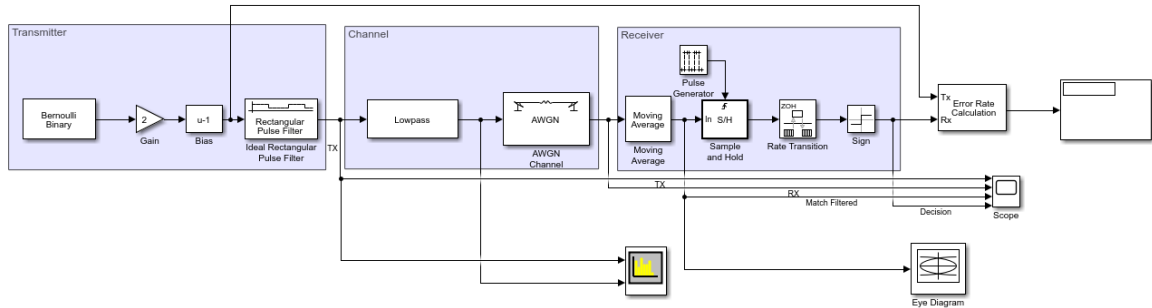 Transmitter
Channel
Receiver
Bernoulli
Binary
2
Gain
u-1
Bias
Rectangular
Pulse Filter
Ideal Rectangular
Pulse Filter
TX
Lowpass
AWGN
AWGN
Channel
Pulse
Generator
Moving
Average
Moving
Average
In
S/H
Sample
and Hold
ZOH
Rate Transition
Sign
Tx
Rx
Error Rate
Calculation
TX
RX
Match Filtered
Decision
Scope
Eye Diagram